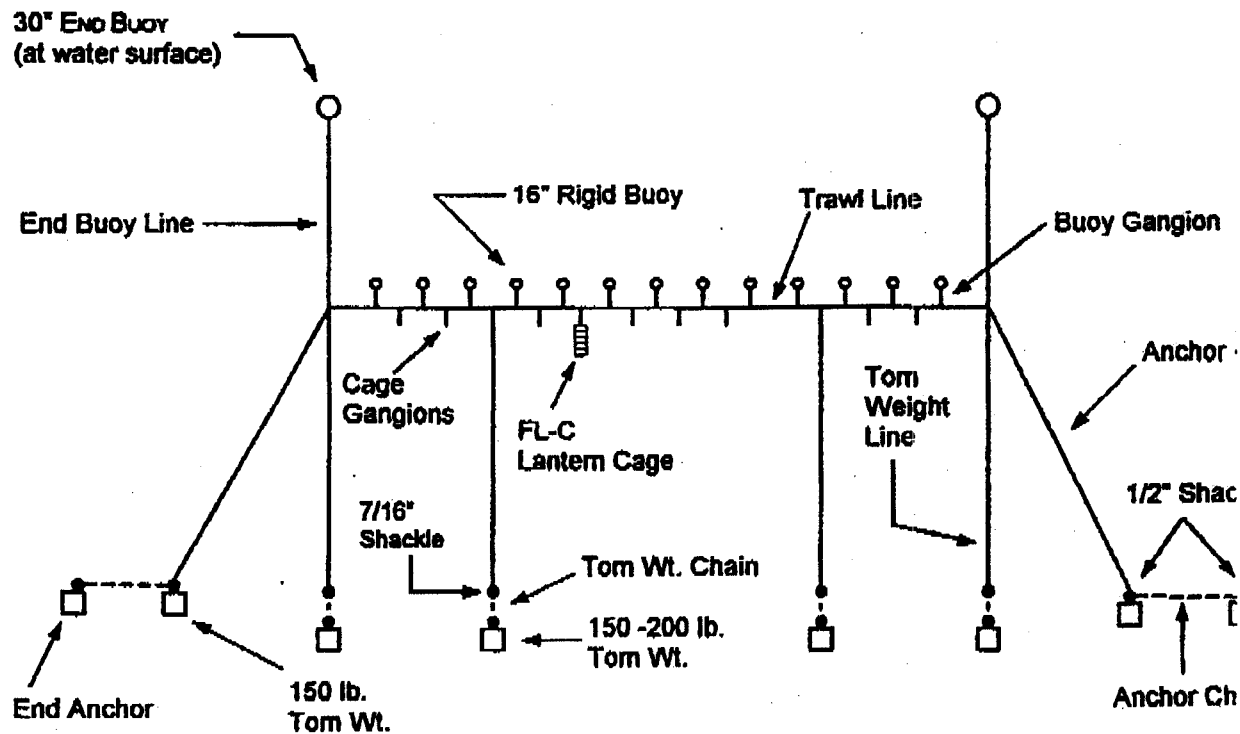 30" END BUOY
(at water surface)
16" Rigid Buoy
Trawl Line
End Buoy Line
Buoy Gangion
Cage
Gangions
FL-C
Lantern Cage
Tom
Weight
Line
Anchor
7/16"
Shackle
1/2" Shac
Tom Wt. Chain
150 -200 lb.
Tom Wt.
End Anchor
150 lb.
Tom Wt.
Anchor Ch